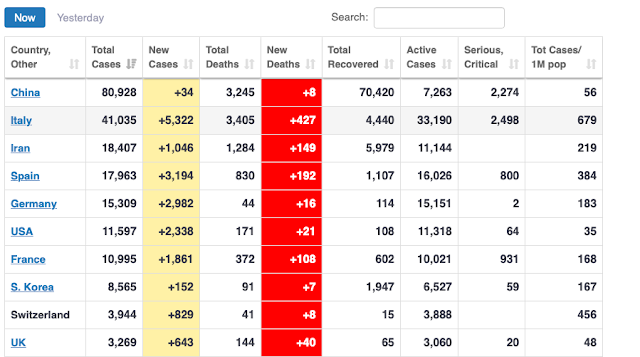 Now Yesterday Search:
Country, Total New Total New Total Active Serious, Tot Cases/
Other Cases Cases Deaths Deaths Recovered Cases Critical 1M pop
China 80,928 +34 3,245 +8 70,420 7,263 2,274 56
Italy 41,035 +5,322 3,405 +427 4,440 33,190 2,498 679
Iran 18,407 +1,046 1,284 +149 5,979 11,144 219
Spain 17,963 +3,194 830 +192 1,107 16,026 800 384
Germany 15,309 +2,982 44 +16 114 15,151 2 183
USA 11,597 +2,338 171 +21 108 11,318 64 35
France 10,995 +1,861 372 +108 602 10,021 931 168
S. Korea 8,565 +152 91 +7 1,947 6,527 59 167
Switzerland 3,944 +829 41 +8 15 3,888 456
UK 3,269 +643 144 +40 65 3,060 20 48